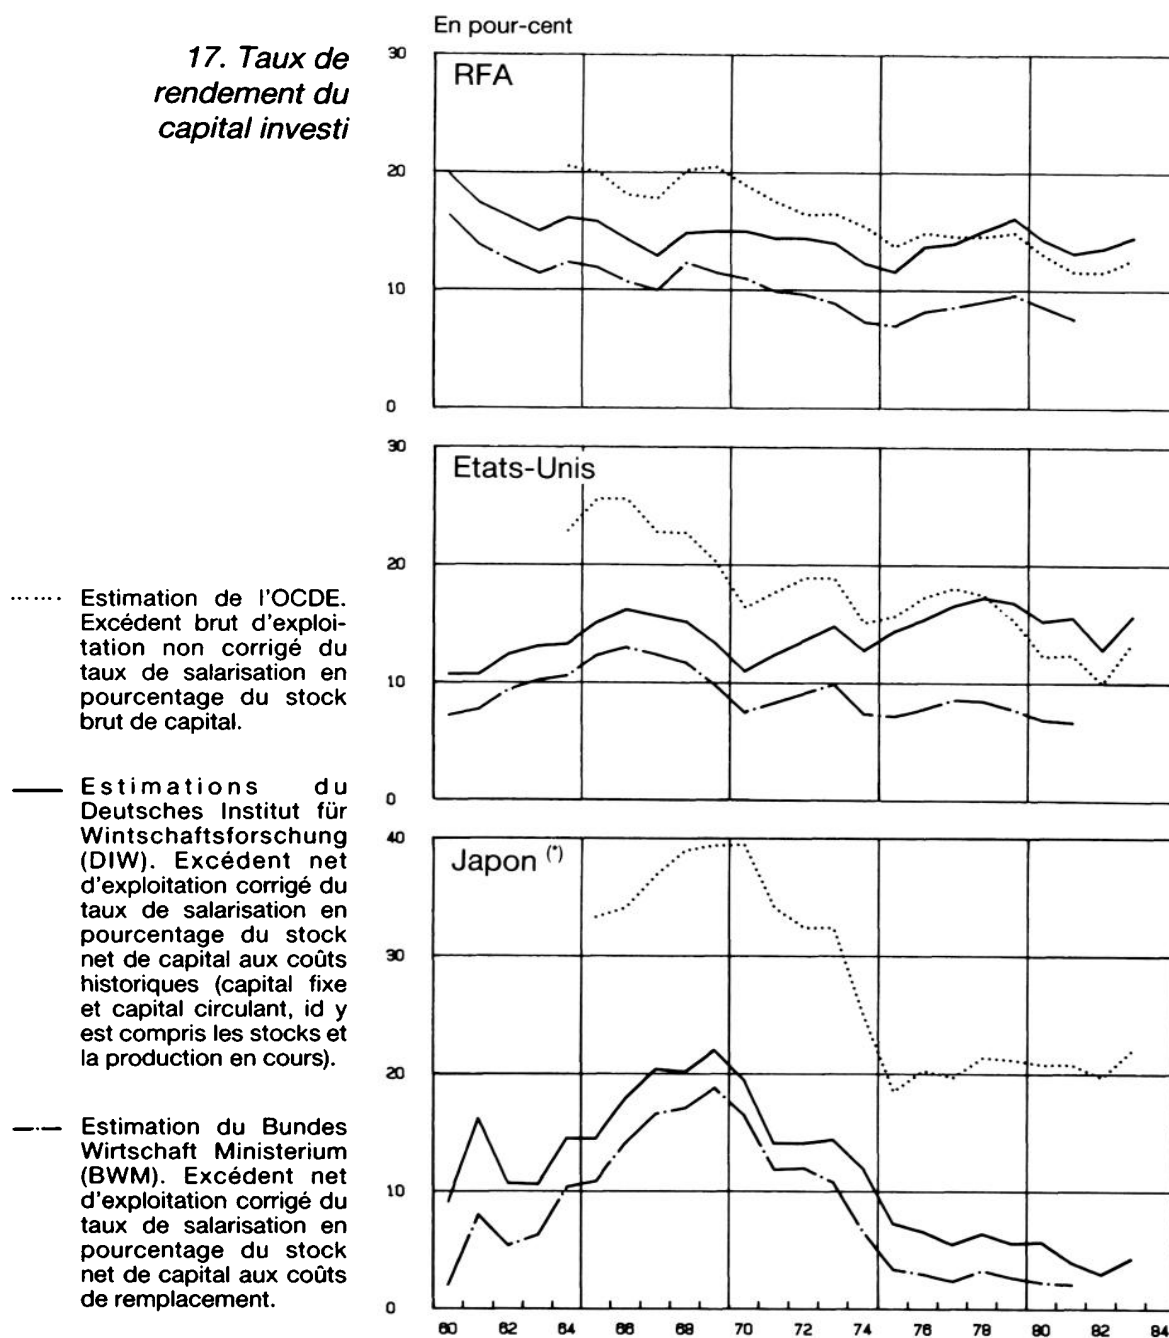 17. Taux de
rendement du
capital investi
En pour-cent
30
RFA
20
10
0
30
Etats-Unis
20
10
0
40
Japon (*)
30
20
10
0
60 62 64 66 68 70 72 74 76 78 80 82 84
Estimation de l'OCDE.
Excédent brut d'exploi-
tation non corrigé du
taux de salarisation en
pourcentage du stock
brut de capital.
Estimations du
Deutsches Institut für
Wintschaftsforschung
(DIW). Excédent net
d'exploitation corrigé du
taux de salarisation en
pourcentage du stock
net de capital aux coûts
historiques (capital fixe
et capital circulant, id y
est compris les stocks et
la production en cours).
Estimation du Bundes
Wirtschaft Ministerium
(BWM). Excédent net
d'exploitation corrigé du
taux de salarisation en
pourcentage du stock
net de capital aux coûts
de remplacement.